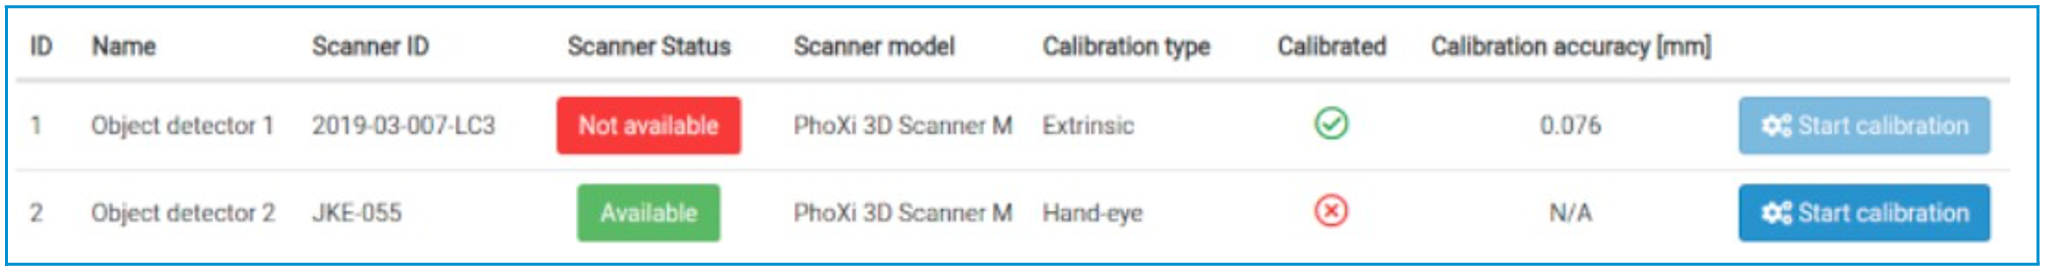 ID Name Scanner ID Scanner Status Scanner model Calibration type Calibrated Calibration accuracy [mm]
1 Object detector 1 2019-03-007-LC3 Not available PhoXi 3D Scanner M Extrinsic 0.076 Start calibration
2 Object detector 2 JKE-055 Available PhoXi 3D Scanner M Hand-eye N/A Start calibration